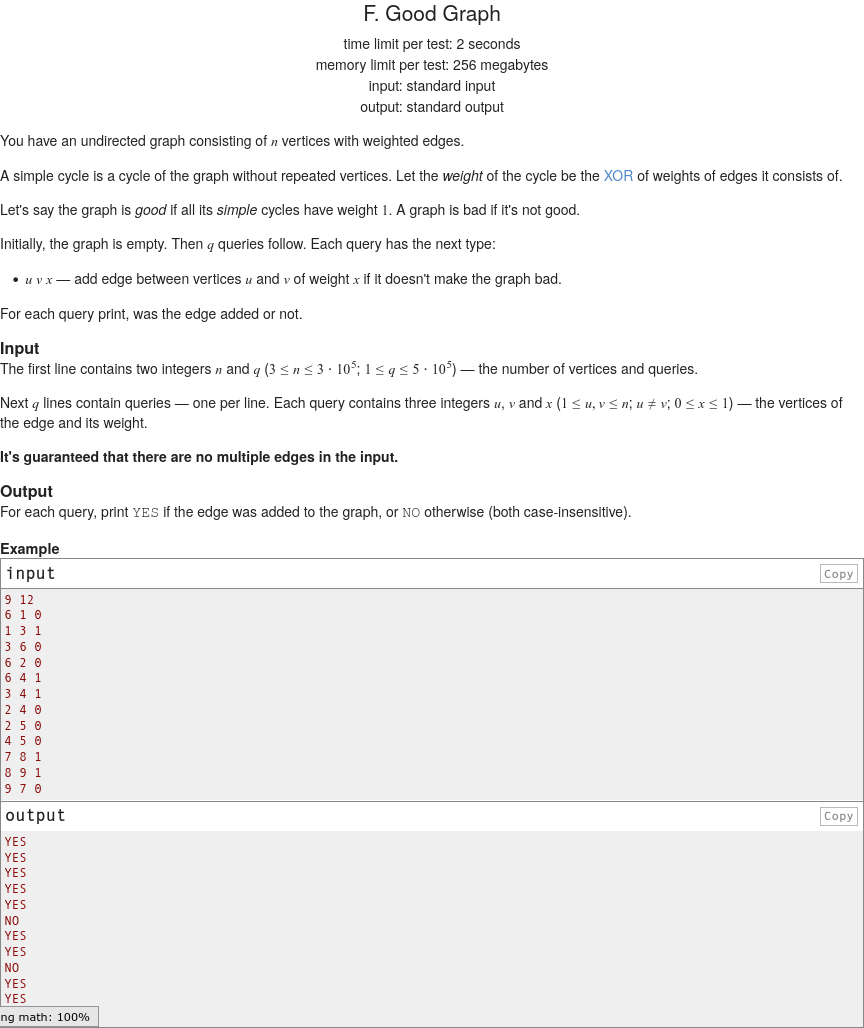 F. Good Graph
time limit per test: 2 seconds
memory limit per test: 256 megabytes
input: standard input
output: standard output
You have an undirected graph consisting of n vertices with weighted edges.
A simple cycle is a cycle of the graph without repeated vertices. Let the weight of the cycle be the XOR of weights of edges it consists of.
Let's say the graph is good if all its simple cycles have weight 1. A graph is bad if it's not good.
Initially, the graph is empty. Then q queries follow. Each query has the next type:
• u v x — add edge between vertices u and v of weight x if it doesn't make the graph bad.
For each query print, was the edge added or not.
Input
The first line contains two integers n and q (3 ≤ n ≤ 3 · 10^5; 1 ≤ q ≤ 5 · 10^5) — the number of vertices and queries.
Next q lines contain queries — one per line. Each query contains three integers u, v and x (1 ≤ u, v ≤ n; u ≠ v; 0 ≤ x ≤ 1) — the vertices of
the edge and its weight.
It's guaranteed that there are no multiple edges in the input.
Output
For each query, print YES if the edge was added to the graph, or NO otherwise (both case-insensitive).
Example
input Copy
9 12
6 1 0
1 3 1
3 6 0
6 2 0
6 4 1
3 4 1
2 4 0
2 5 0
4 5 0
7 8 1
8 9 1
9 7 0
output Copy
YES
YES
YES
YES
YES
NO
YES
YES
NO
YES
YES
ng math: 100%